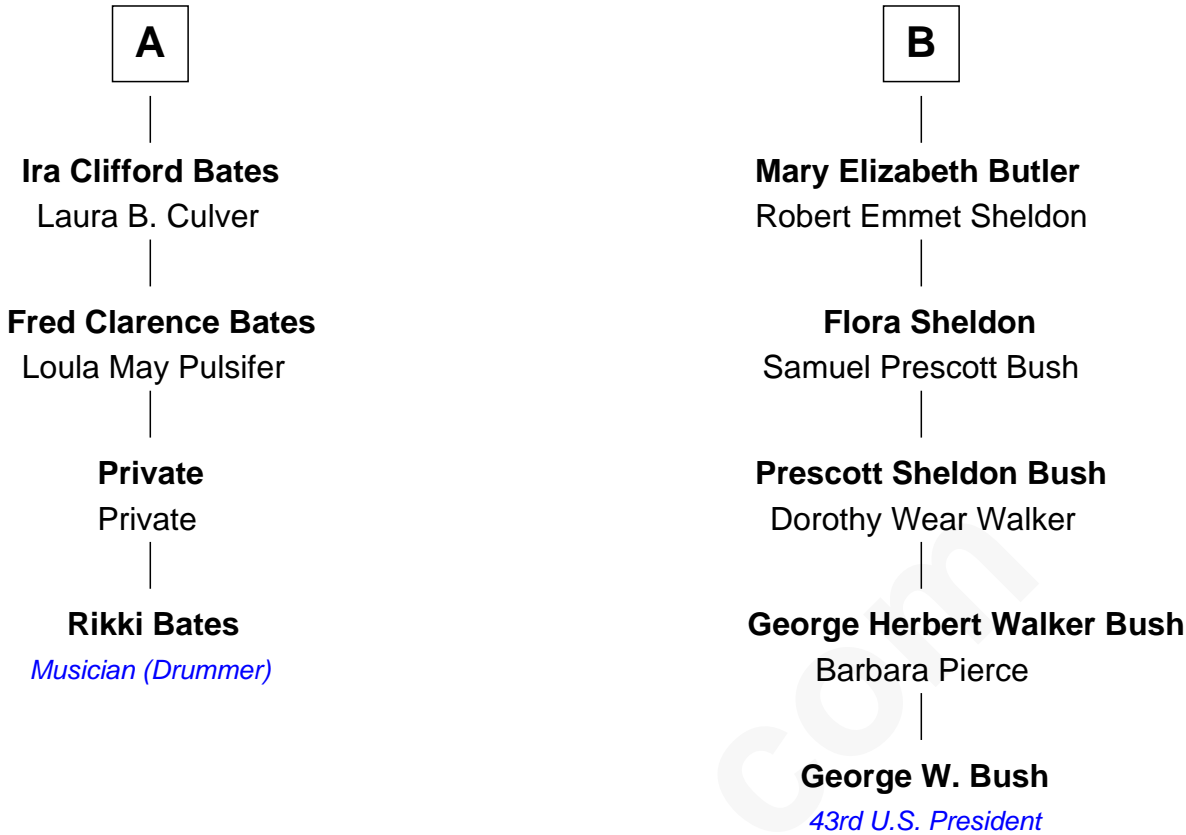 A
B
Ira Clifford Bates
Laura B. Culver
Mary Elizabeth Butler
Robert Emmet Sheldon
Fred Clarence Bates
Loula May Pulsifer
Flora Sheldon
Samuel Prescott Bush
Private
Private
Prescott Sheldon Bush
Dorothy Wear Walker
Rikki Bates
Musician (Drummer)
George Herbert Walker Bush
Barbara Pierce
George W. Bush
43rd U.S. President
com